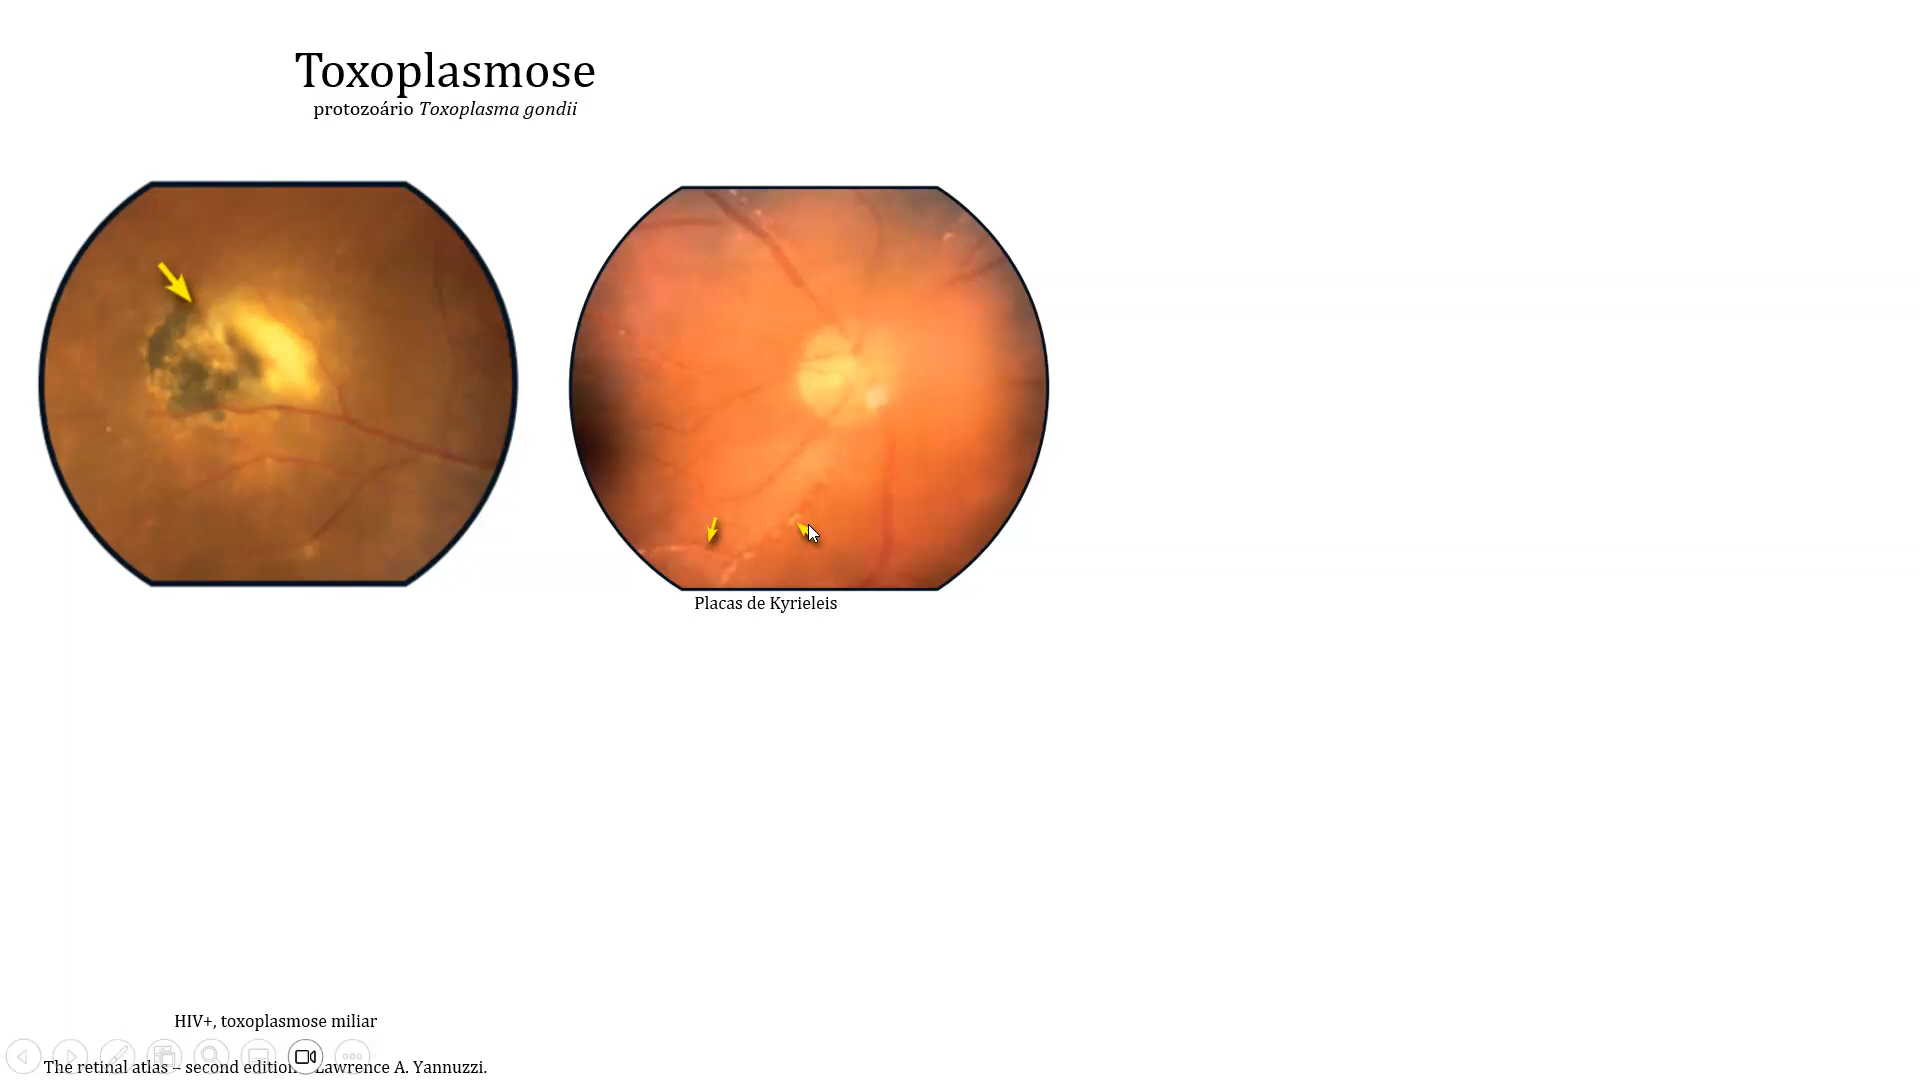 Toxoplasmose
protozoário Toxoplasma gondii
Placas de Kyrieleis
HIV+, toxoplasmose miliar
The retinal atlas – second edition Lawrence A. Yannuzzi.